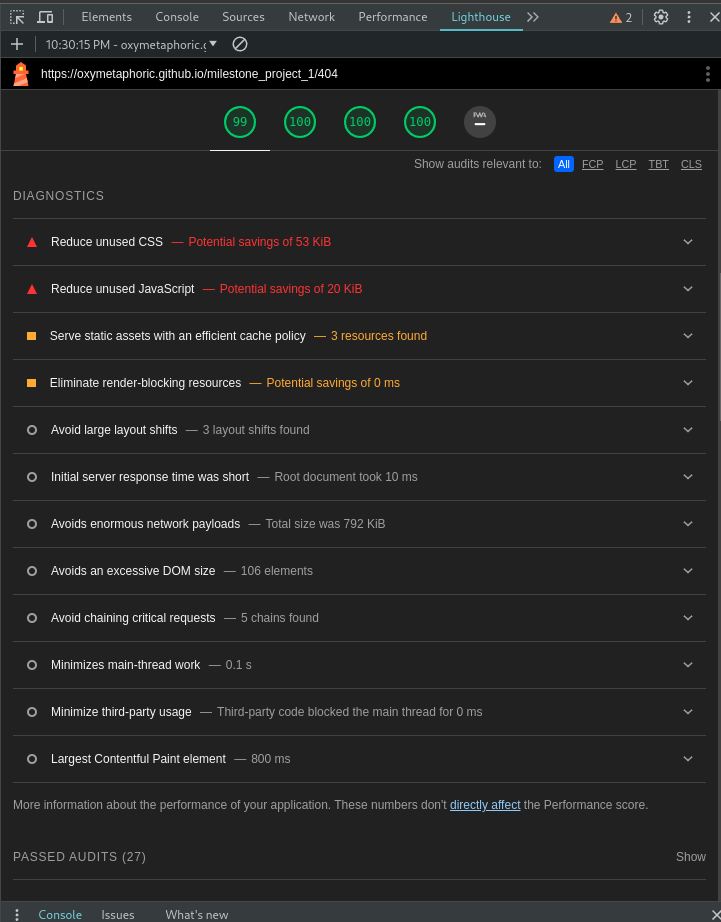 Elements Console Sources Network Performance Lighthouse 2
10:30:15 PM - oxymetaphoric.g
https://oxymetaphoric.github.io/milestone_project_1/404
99 100 100 100 PWA
Show audits relevant to: All FCP LCP TBT CLS
DIAGNOSTICS
Reduce unused CSS — Potential savings of 53 KiB
Reduce unused JavaScript — Potential savings of 20 KiB
Serve static assets with an efficient cache policy — 3 resources found
Eliminate render-blocking resources — Potential savings of 0 ms
Avoid large layout shifts — 3 layout shifts found
Initial server response time was short — Root document took 10 ms
Avoids enormous network payloads — Total size was 792 KiB
Avoids an excessive DOM size — 106 elements
Avoid chaining critical requests — 5 chains found
Minimizes main-thread work — 0.1 s
Minimize third-party usage — Third-party code blocked the main thread for 0 ms
Largest Contentful Paint element — 800 ms
More information about the performance of your application. These numbers don't directly affect the Performance score.
PASSED AUDITS (27) Show
Console Issues What's new